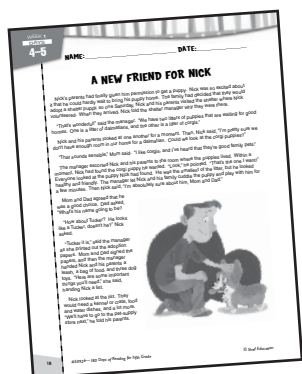 WEEK 1
DAYS
4–5
NAME: DATE:
A NEW FRIEND FOR NICK
Nick's parents had finally given him permission to get a puppy. Nick was so excited about
it that he could hardly wait to bring his puppy home. The family had decided that they would
adopt a shelter puppy, so one Saturday, Nick and his parents visited the shelter where Nick
volunteered. When they arrived, Nick told the shelter manager why they were there.
"That's wonderful!" said the manager. "We have two litters of puppies that are waiting for good
homes. One is a litter of dalmatians, and the other is a litter of corgis."
Nick and his parents looked at one another for a moment. Then, Nick said, "I'm pretty sure we
don't have enough room in our home for a dalmatian. Could we look at the corgi puppies?"
"That sounds sensible," Mom said. "I like corgis, and I've heard that they're good family pets."
The manager escorted Nick and his parents to the room where the puppies lived. Within a
moment, Nick had found the corgi puppy he wanted. "Look," he pointed. "That's the one I want!"
Everyone looked at the puppy Nick had found. He was the smallest of the litter, but he looked
healthy and friendly. The manager let Nick and his family cuddle the puppy and play with him for
a few minutes. Then Nick said, "I'm absolutely sure about him, Mom and Dad!"
Mom and Dad agreed that he
was a good choice. Dad asked,
"What's his name going to be?"
"How about Tucker? He looks
like a Tucker, doesn't he?" Nick
asked.
"Tucker it is," said the manager
as she printed out the adoption
papers. Mom and Dad signed the
papers, and then the manager
handed Nick and his parents a
leash, a bag of food, and three dog
toys. "Here are some important
things you'll need," she said,
handing Nick a list.
Nick looked at the list. They
would need a kennel or crate, food
and water dishes, and a lot more.
"We'll have to go to the pet-supply
store next," he told his parents.
18
—180 Days of Reading for Fifth Grade
© Shell Education